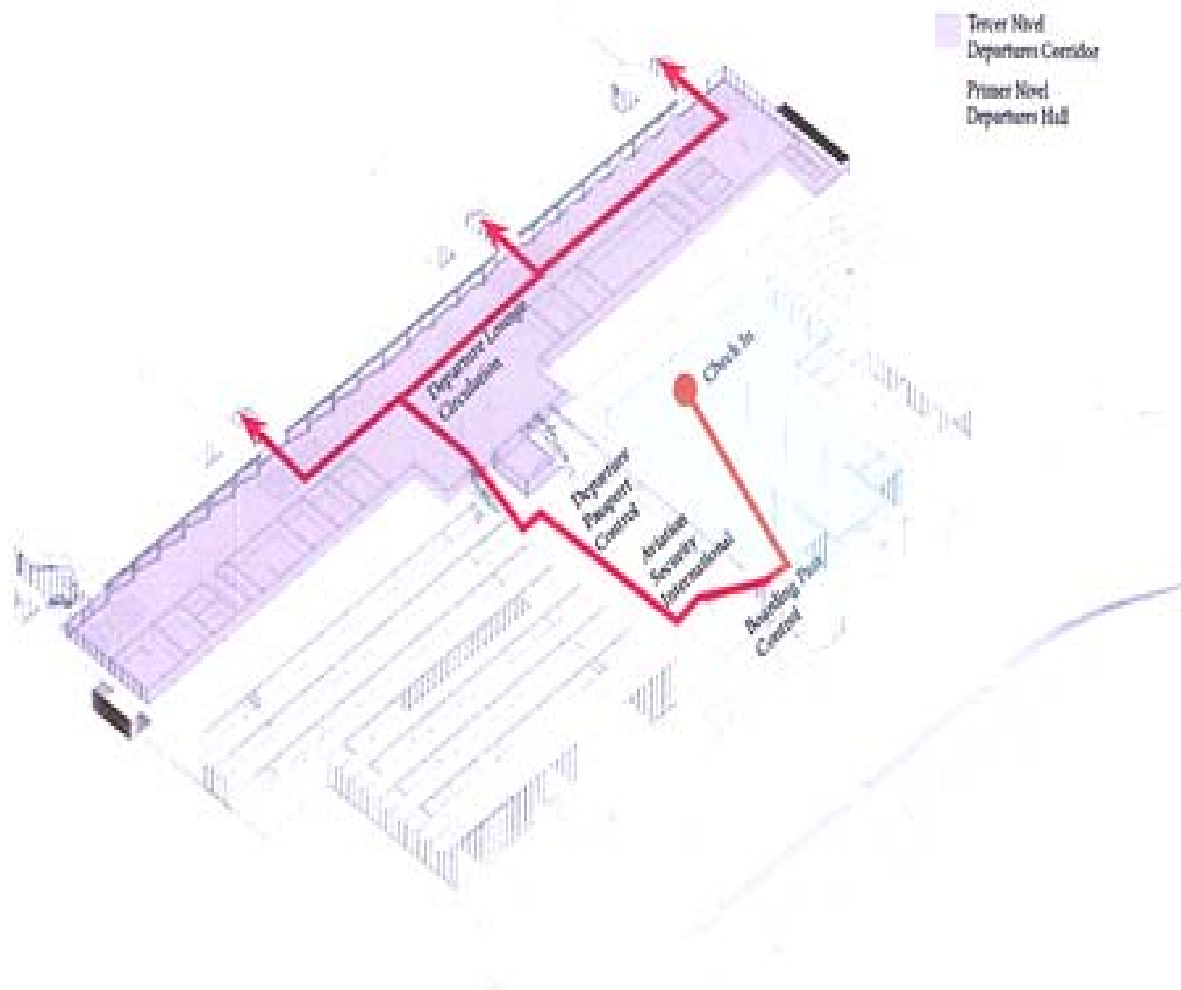 Tercer Nivel
Departures Corridor
Primer Nivel
Departures Hall
Check In
Departure Lounge
Circulation
Departure
Passport
Control
Aviation
Security
International
Boarding Pass
Control